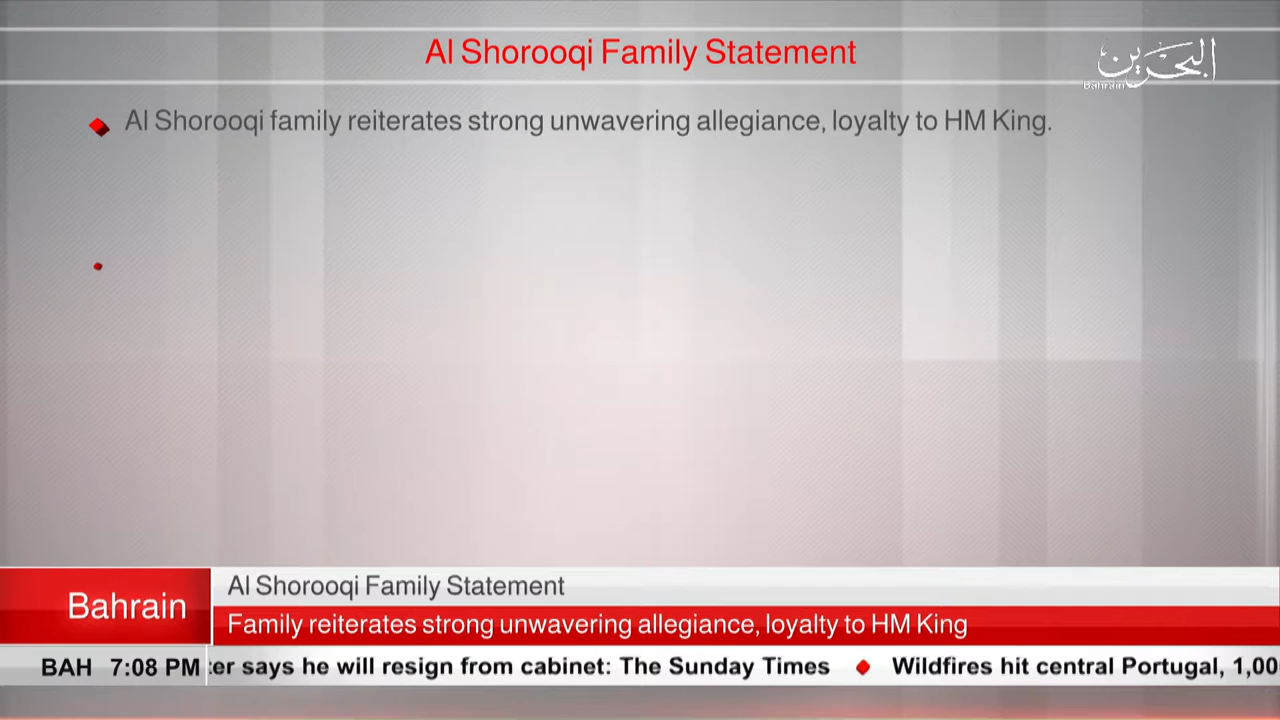 Al Shorooqi Family Statement
البحرين
Bahrain
Al Shorooqi family reiterates strong unwavering allegiance, loyalty to HM King.
Bahrain
Al Shorooqi Family Statement
Family reiterates strong unwavering allegiance, loyalty to HM King
BAH 7:08 PM
ter says he will resign from cabinet: The Sunday Times ♦ Wildfires hit central Portugal, 1,00